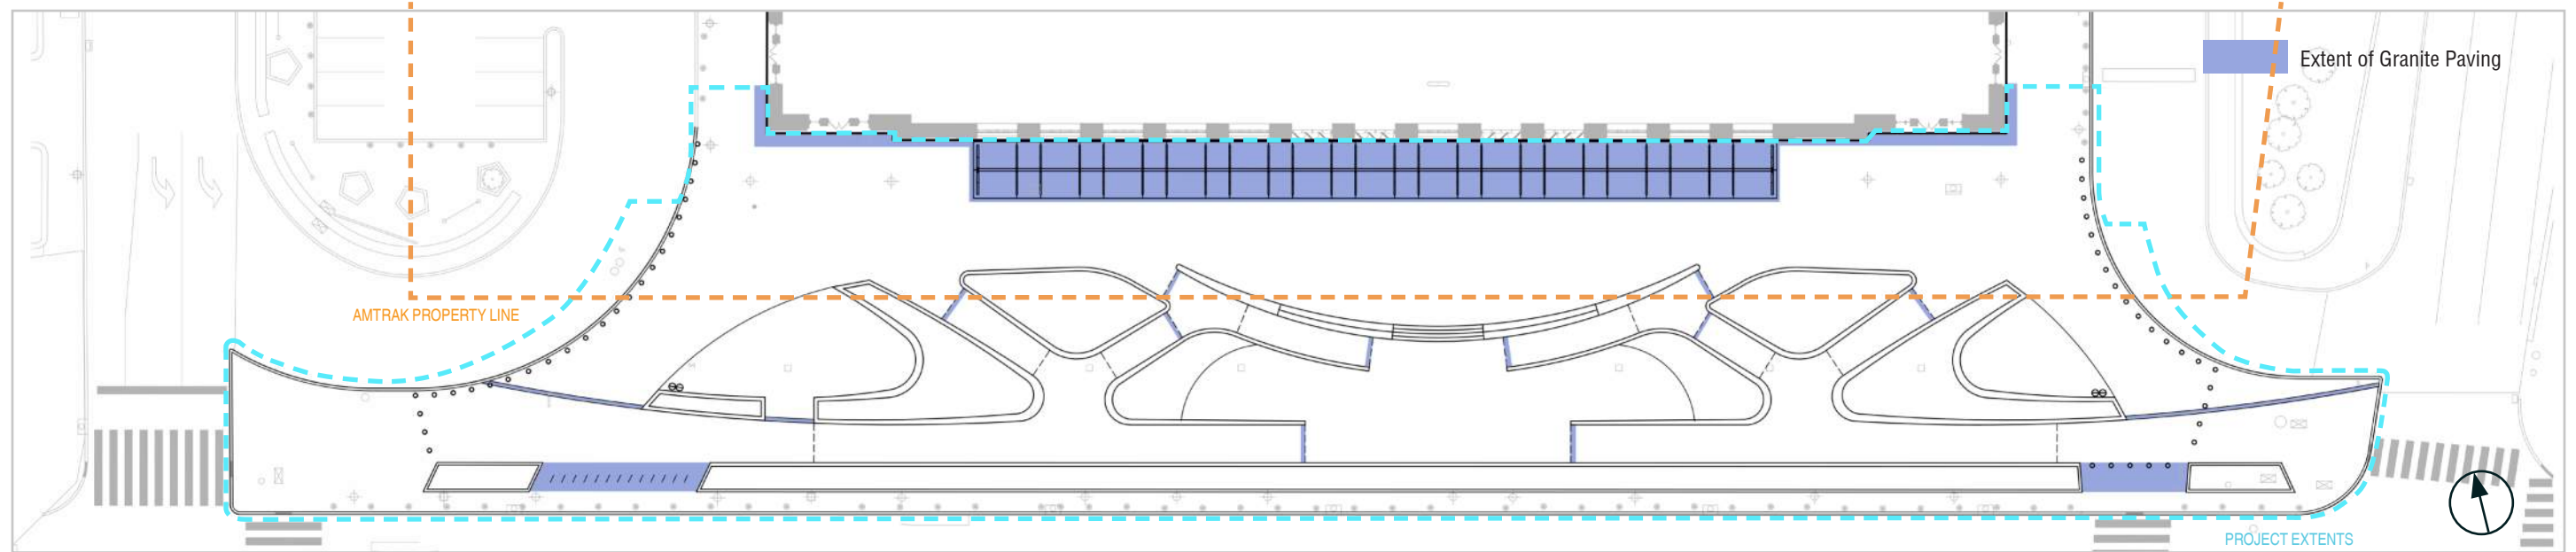 Extent of Granite Paving
AMTRAK PROPERTY LINE
PROJECT EXTENTS